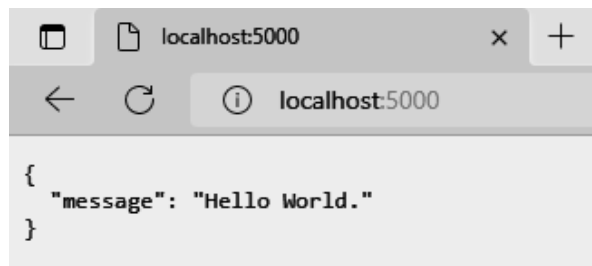 localhost:5000
localhost:5000
{
  "message": "Hello World."
}